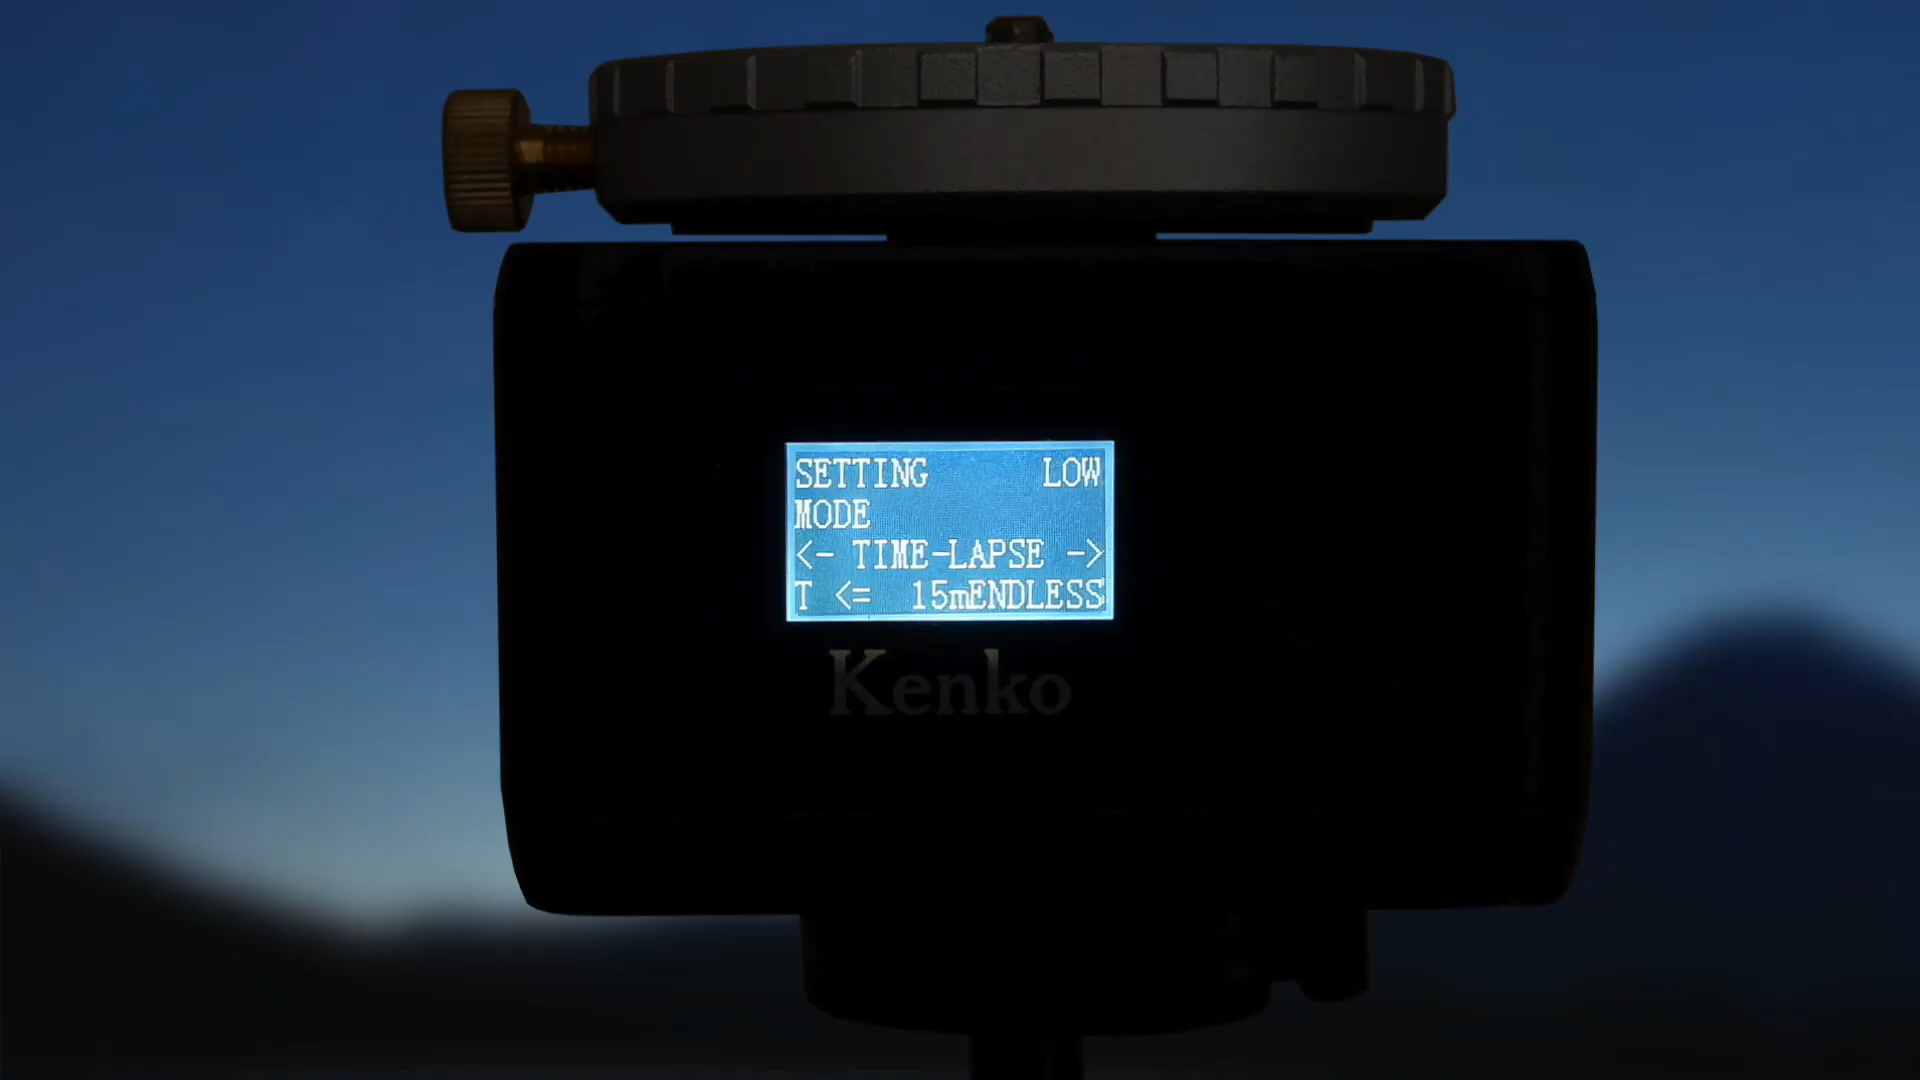 SETTING LOW
MODE
<- TIME-LAPSE ->
T <= 15mENDLESS
Kenko